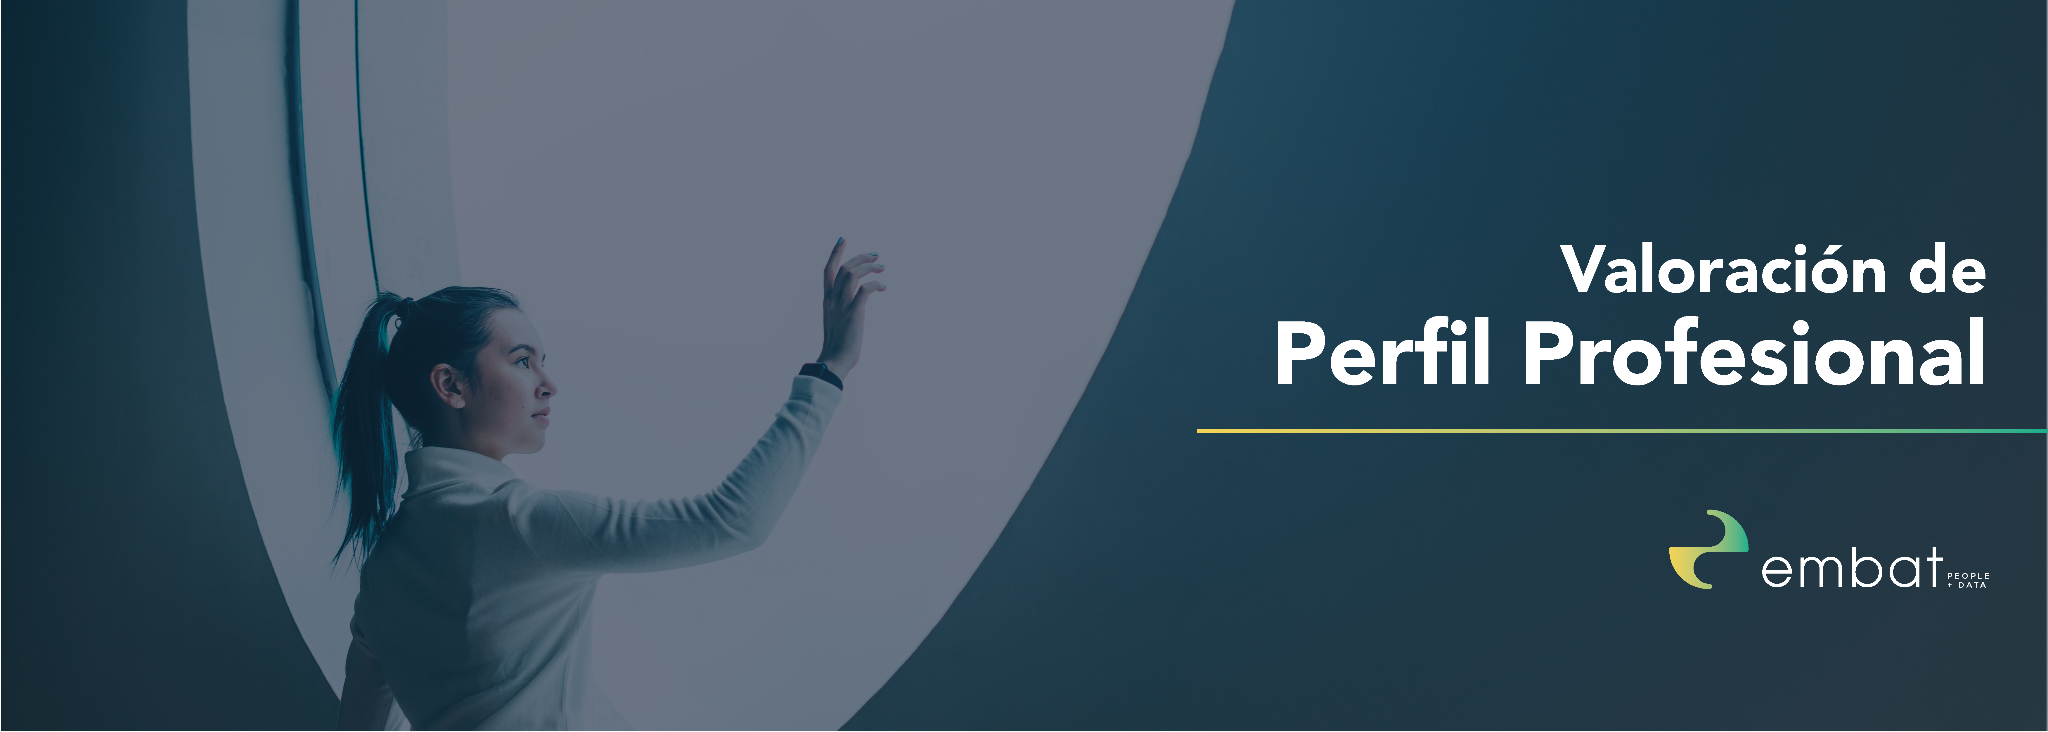 Valoración de
Perfil Profesional
embat
PEOPLE
+ DATA